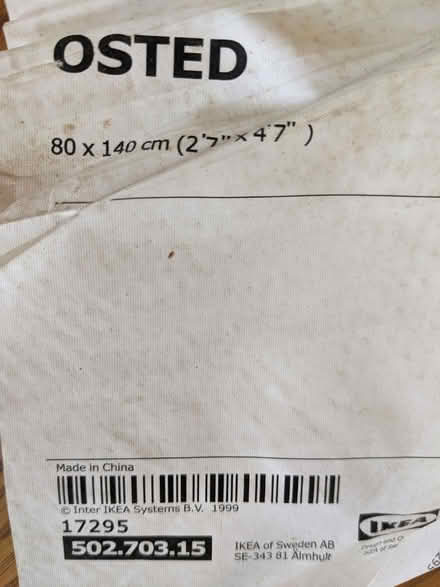 OSTED
80 x 140 cm (2'7" x 4'7")
Made in China
© Inter IKEA Systems B.V. 1999
17295
502.703.15
IKEA of Sweden AB
SE-343 81 Älmhult
IKEA